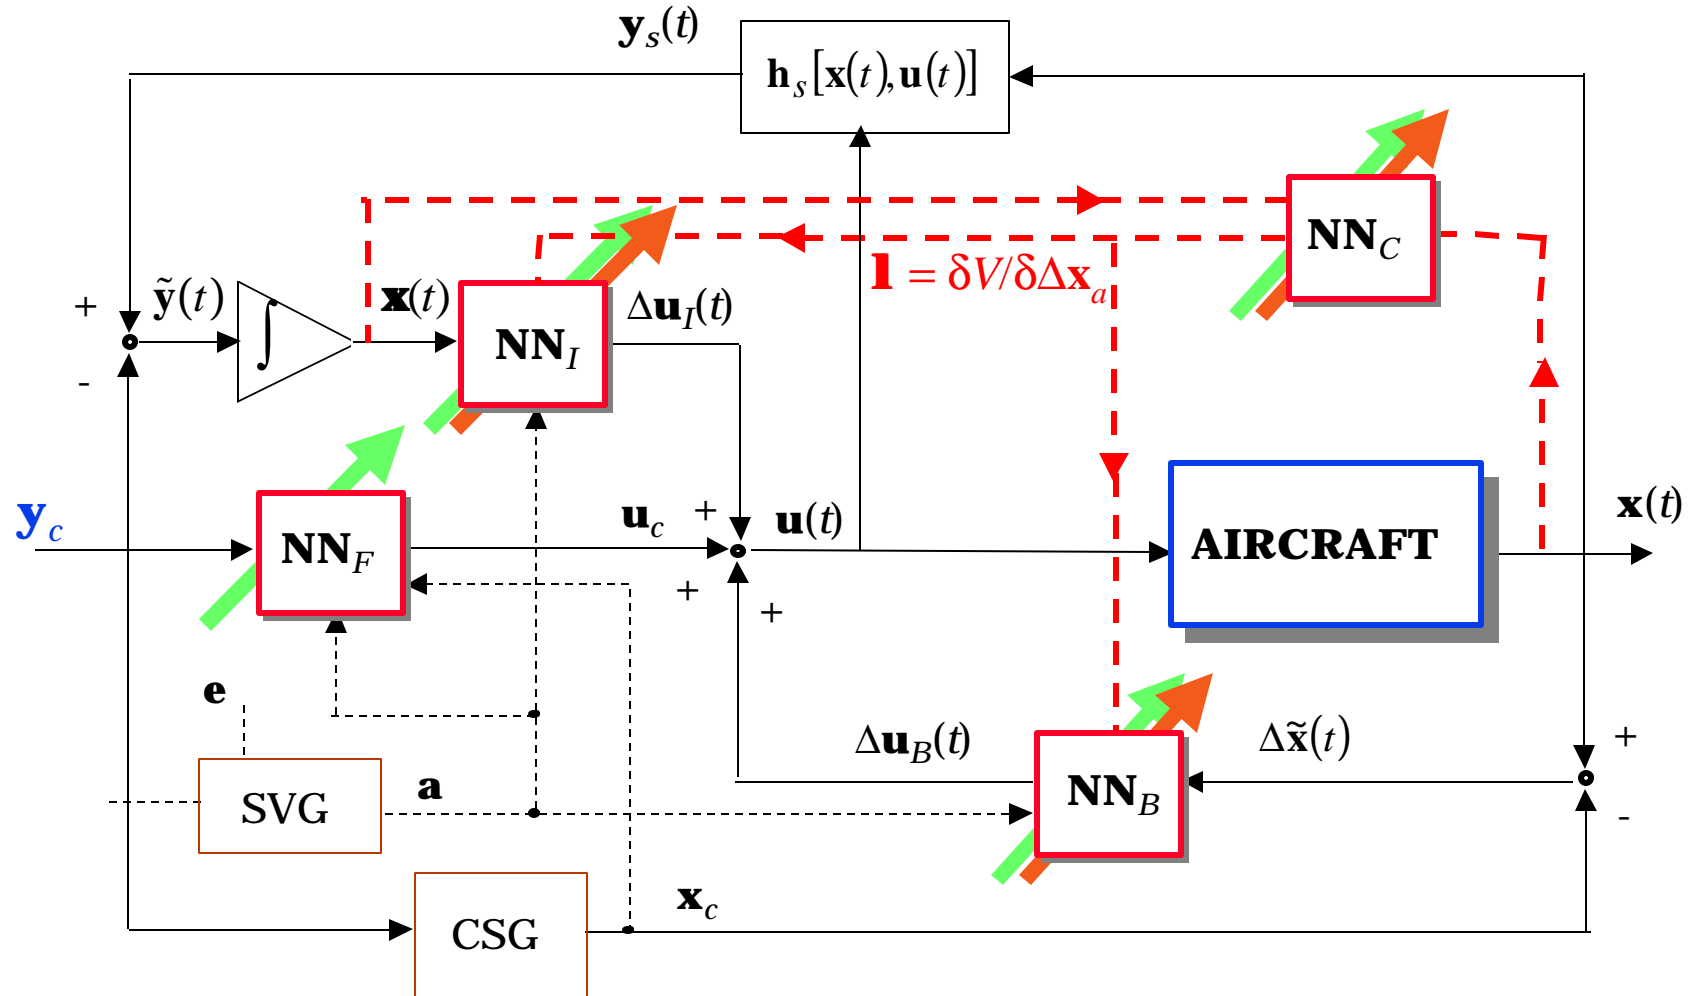 y_s(t)
h_s[x(t),u(t)]
NN_C
l = δV/δΔx_a
+
ỹ(t)
∫
x(t)
NN_I
Δu_I(t)
-
y_c
NN_F
u_c
+
u(t)
AIRCRAFT
x(t)
+
+
e
SVG
a
Δu_B(t)
NN_B
Δx̃(t)
+
-
CSG
x_c